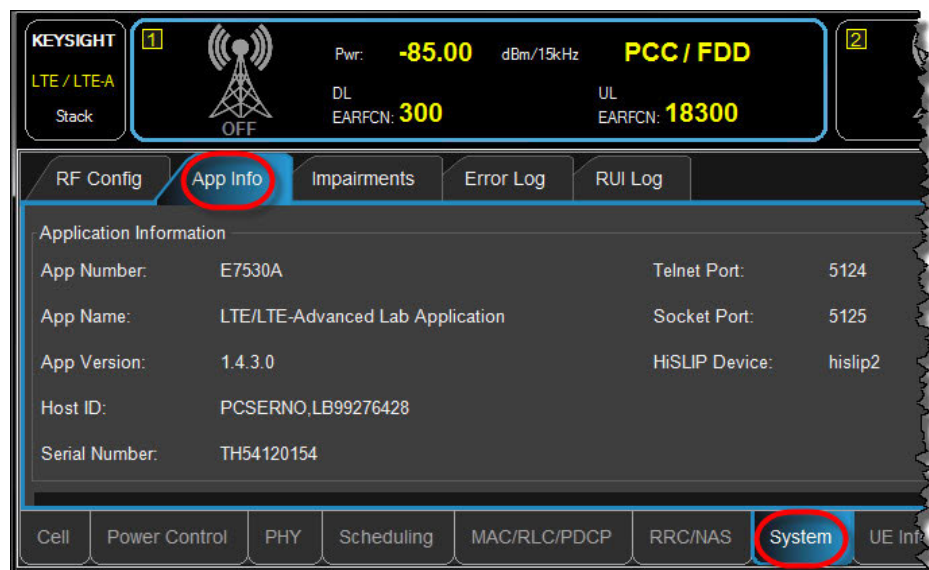 KEYSIGHT
LTE / LTE-A
Stack
1
OFF
Pwr: -85.00 dBm/15kHz PCC / FDD
DL
EARFCN: 300
UL
EARFCN: 18300
2
RF Config App Info Impairments Error Log RUI Log
Application Information
App Number: E7530A Telnet Port: 5124
App Name: LTE/LTE-Advanced Lab Application Socket Port: 5125
App Version: 1.4.3.0 HiSLIP Device: hislip2
Host ID: PCSERNO,LB99276428
Serial Number: TH54120154
Cell Power Control PHY Scheduling MAC/RLC/PDCP RRC/NAS System UE Inf